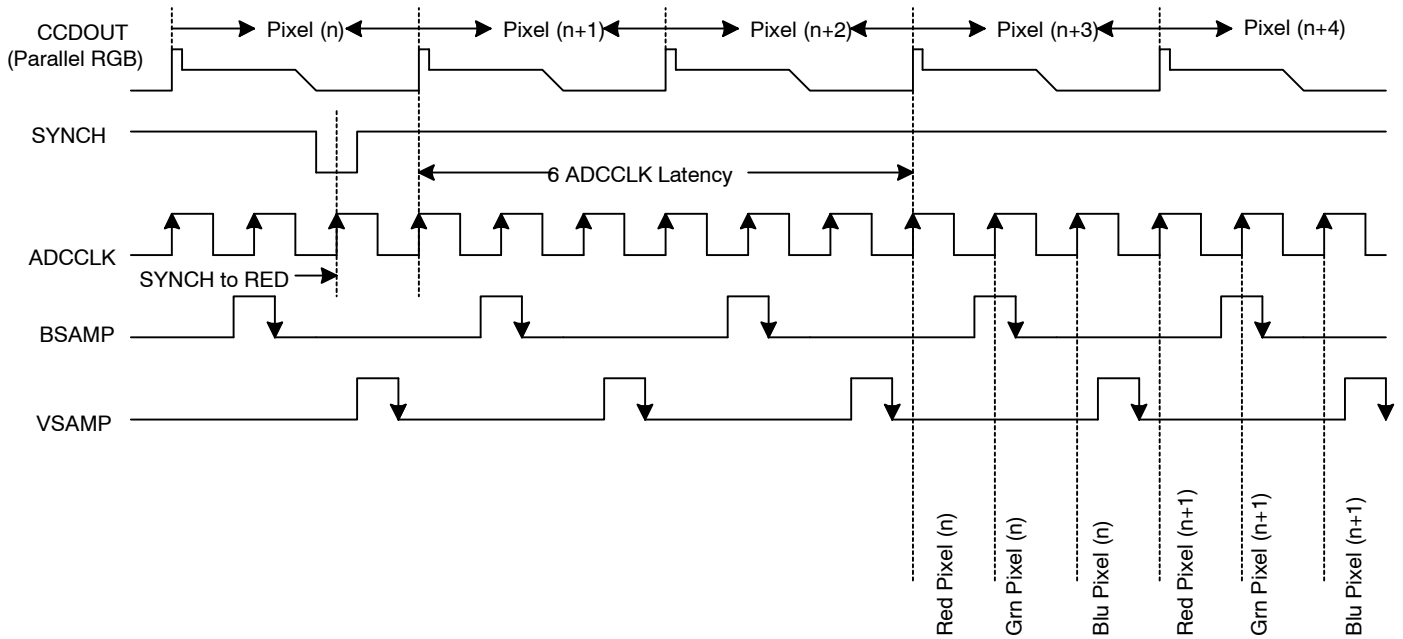 CCDOUT
(Parallel RGB)
Pixel (n)
Pixel (n+1)
Pixel (n+2)
Pixel (n+3)
Pixel (n+4)
SYNCH
6 ADCCLK Latency
ADCCLK
SYNCH to RED
BSAMP
VSAMP
Red Pixel (n)
Grn Pixel (n)
Blu Pixel (n)
Red Pixel (n+1)
Grn Pixel (n+1)
Blu Pixel (n+1)